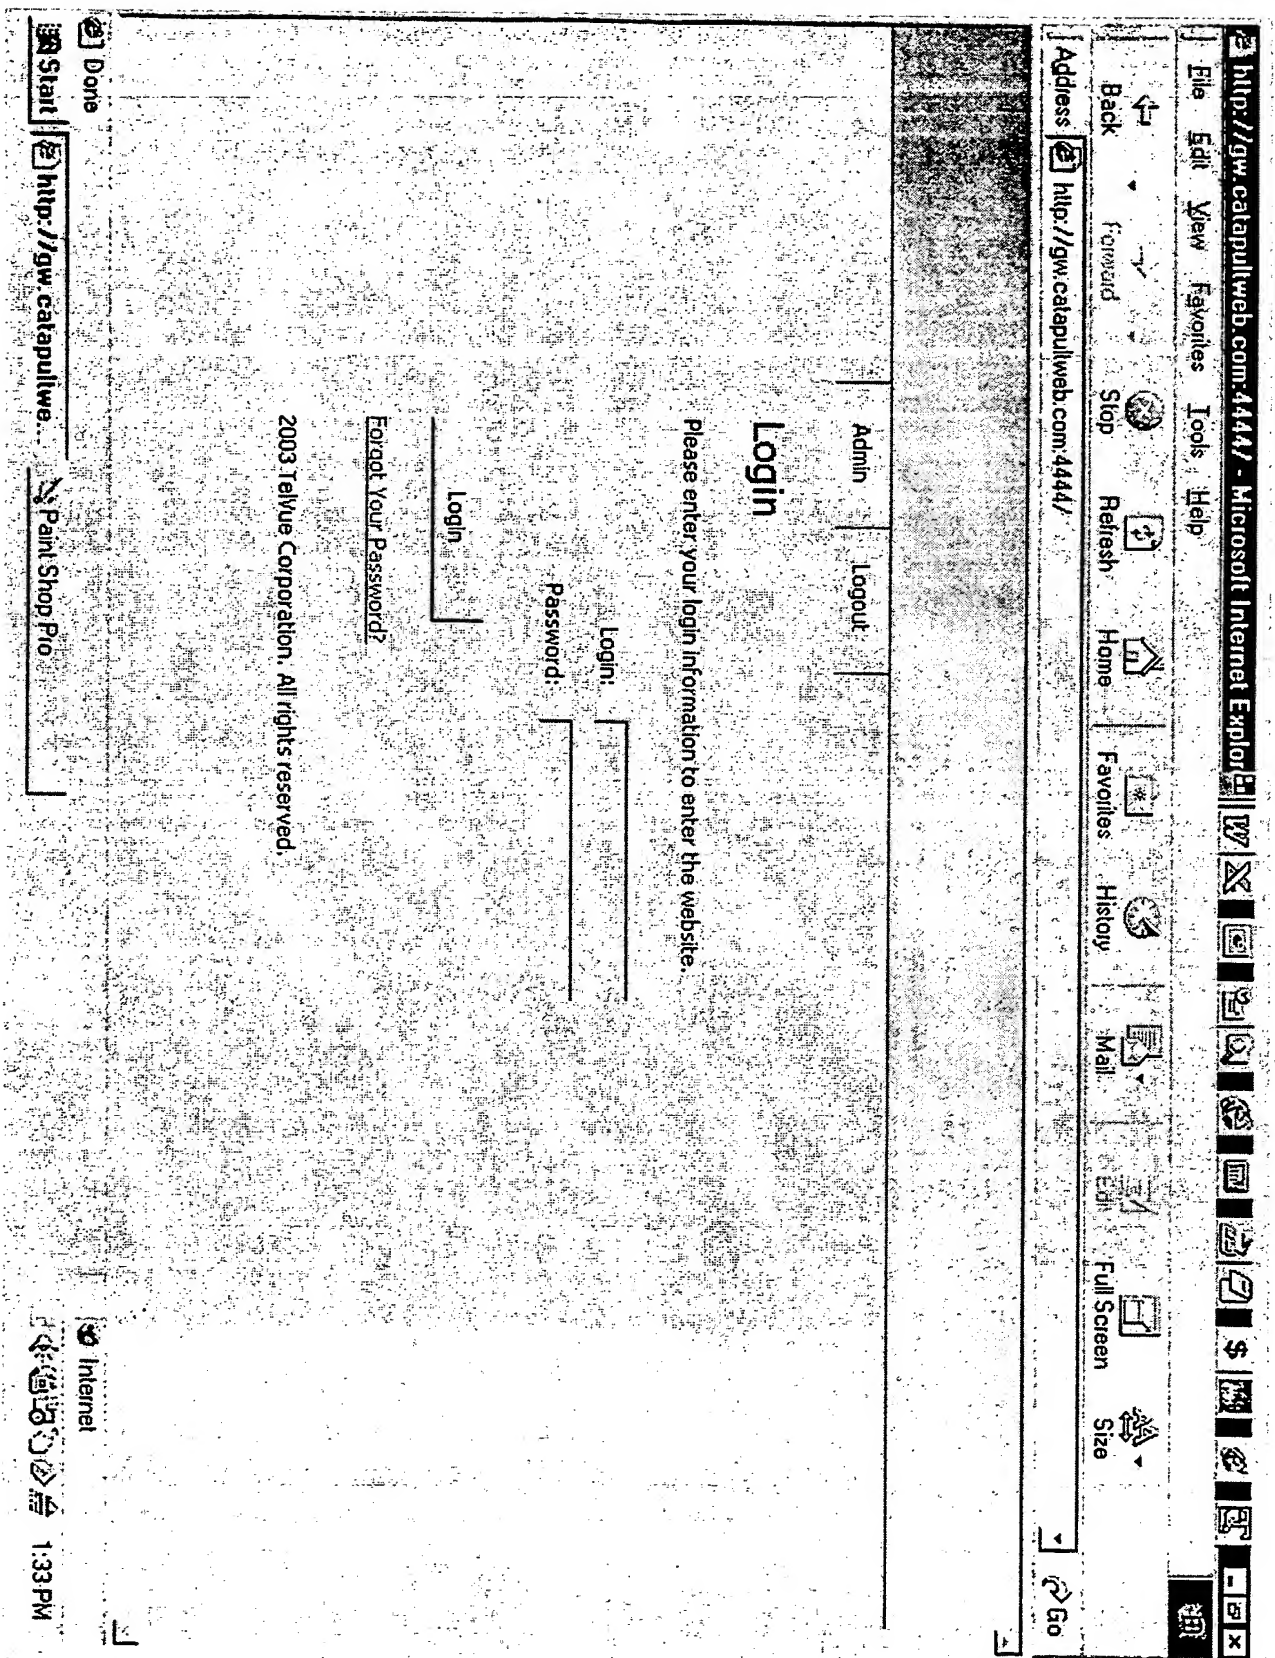 http://gw.catapultweb.com:4444/ - Microsoft Internet Explor
File Edit View Favorites Tools Help
Back Forward Stop Refresh Home Favorites History Mail Edit Full Screen Size
Address http://gw.catapultweb.com:4444/ Go
Admin Logout
Login
Please enter your login information to enter the website.
Login:
Password:
Login
Forgot Your Password?
2003 TelVue Corporation. All rights reserved.
Done Internet
Start http://gw.catapultwe... Paint Shop Pro 1:33 PM